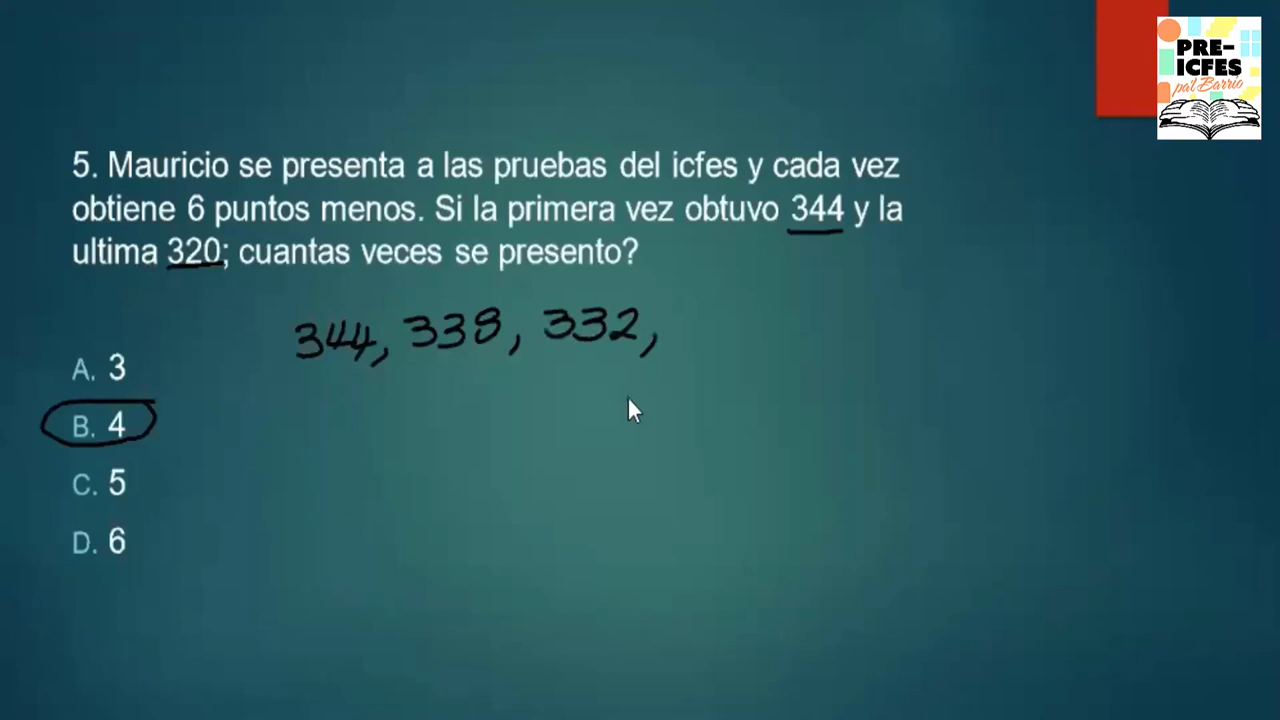 PRE-
ICFES
pa'l Barrio
5. Mauricio se presenta a las pruebas del icfes y cada vez
obtiene 6 puntos menos. Si la primera vez obtuvo 344 y la
ultima 320; cuantas veces se presento?
344, 338, 332,
A. 3
B. 4
C. 5
D. 6